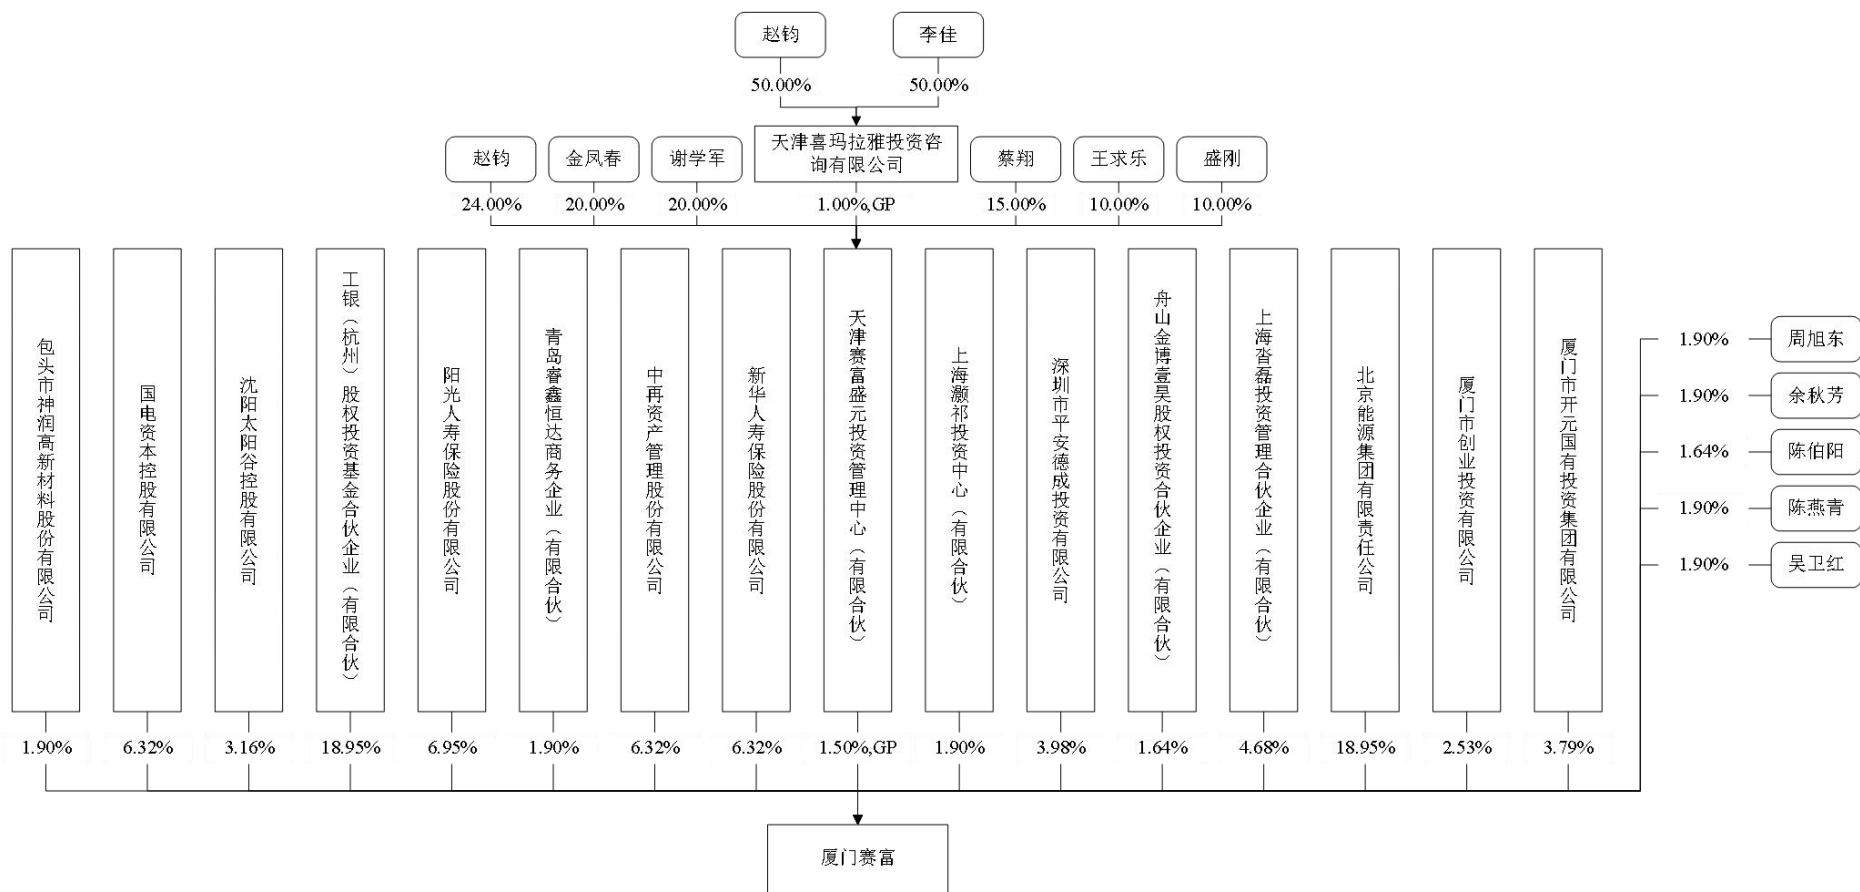 赵钧
李佳
50.00%
50.00%
天津喜玛拉雅投资咨
询有限公司
赵钧
金凤春
谢学军
蔡翔
王求乐
盛刚
24.00%
20.00%
20.00%
1.00%,GP
15.00%
10.00%
10.00%
包头市神润高新材料股份有限公司
国电资本控股有限公司
沈阳太阳谷控股有限公司
工银（杭州）股权投资基金合伙企业（有限合伙）
阳光人寿保险股份有限公司
青岛睿鑫恒达商务企业（有限合伙）
中再资产管理股份有限公司
新华人寿保险股份有限公司
天津赛富盛元投资管理中心（有限合伙）
上海灏祁投资中心（有限合伙）
深圳市平安德成投资有限公司
舟山金博壹昊股权投资合伙企业（有限合伙）
上海沓磊投资管理合伙企业（有限合伙）
北京能源集团有限责任公司
厦门市创业投资有限公司
厦门市开元国有投资集团有限公司
1.90%
周旭东
1.90%
余秋芳
1.64%
陈伯阳
1.90%
陈燕青
1.90%
吴卫红
1.90%
6.32%
3.16%
18.95%
6.95%
1.90%
6.32%
6.32%
1.50%,GP
1.90%
3.98%
1.64%
4.68%
18.95%
2.53%
3.79%
厦门赛富